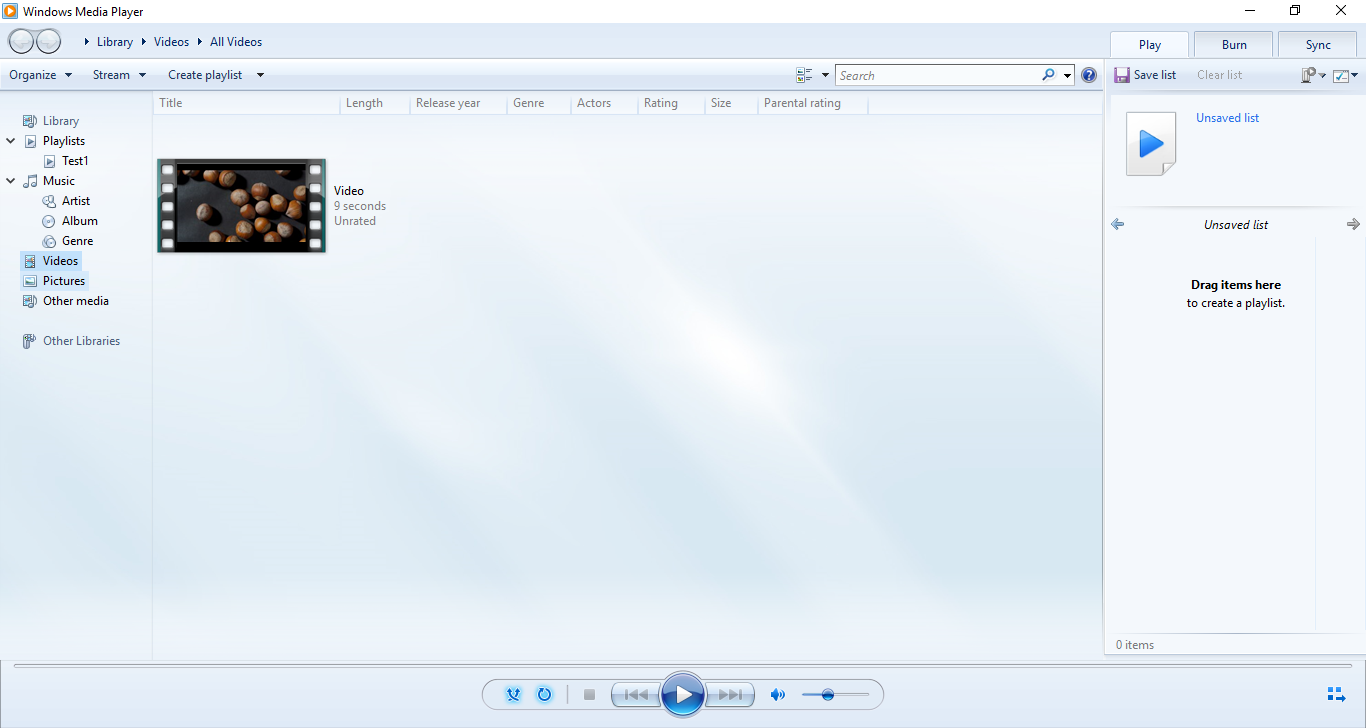 Windows Media Player
Library Videos All Videos
Play Burn Sync
Organize Stream Create playlist
Search
Save list Clear list
Title Length Release year Genre Actors Rating Size Parental rating
Library
Playlists
Test1
Music
Artist
Album
Genre
Videos
Pictures
Other media
Other Libraries
Video
9 seconds
Unrated
Unsaved list
Unsaved list
Drag items here
to create a playlist.
0 items